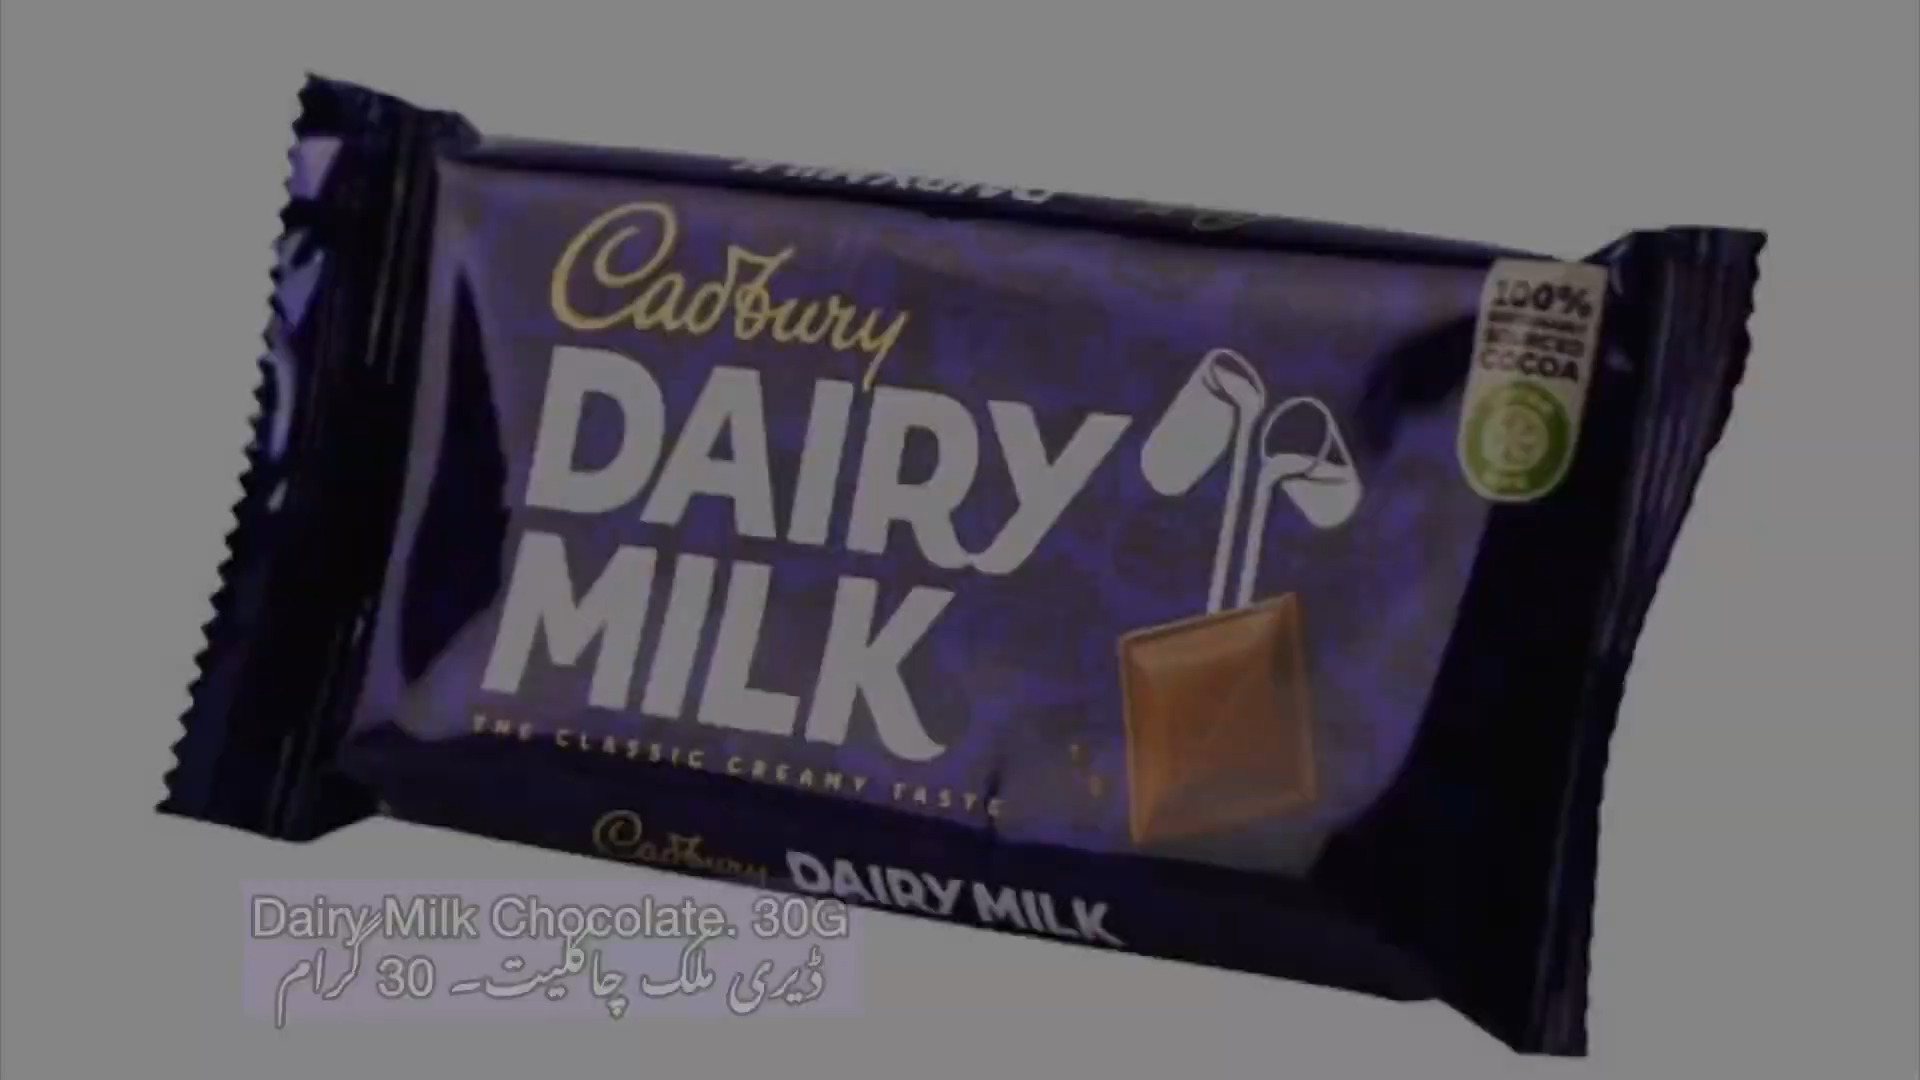 Cadbury
DAIRY
MILK
THE CLASSIC CREAMY TASTE
100%
COCOA
Cadbury DAIRY MILK
Dairy Milk Chocolate. 30G
ڈیری ملک چاکلیت۔ 30 گرام